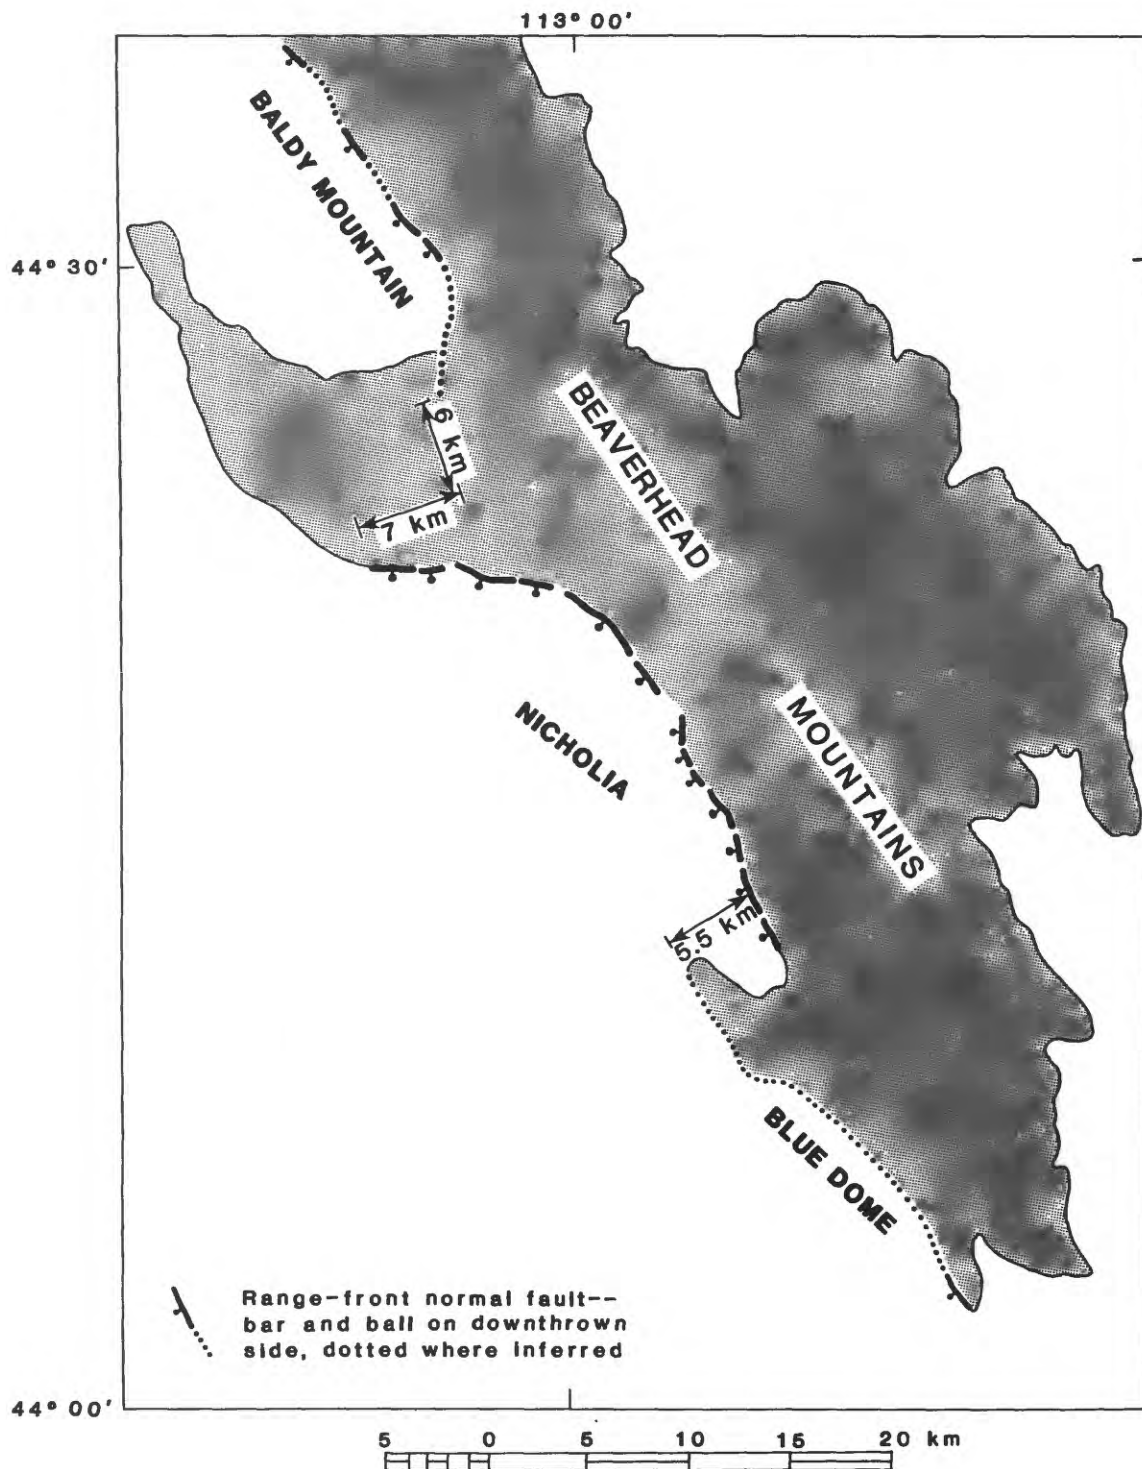 113° 00'
BALDY MOUNTAIN
44° 30'
6 km
7 km
BEAVERHEAD
MOUNTAINS
NICHOLIA
5.5 km
BLUE DOME
Range-front normal fault--
bar and ball on downthrown
side, dotted where inferred
44° 00'
5 0 5 10 15 20 km